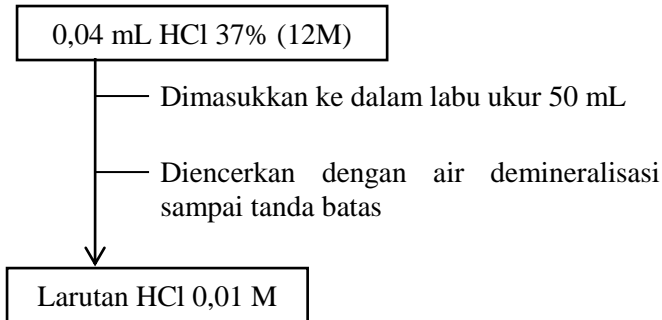 0,04 mL HCl 37% (12M)
Dimasukkan ke dalam labu ukur 50 mL
Diencerkan dengan air demineralisasi
sampai tanda batas
Larutan HCl 0,01 M